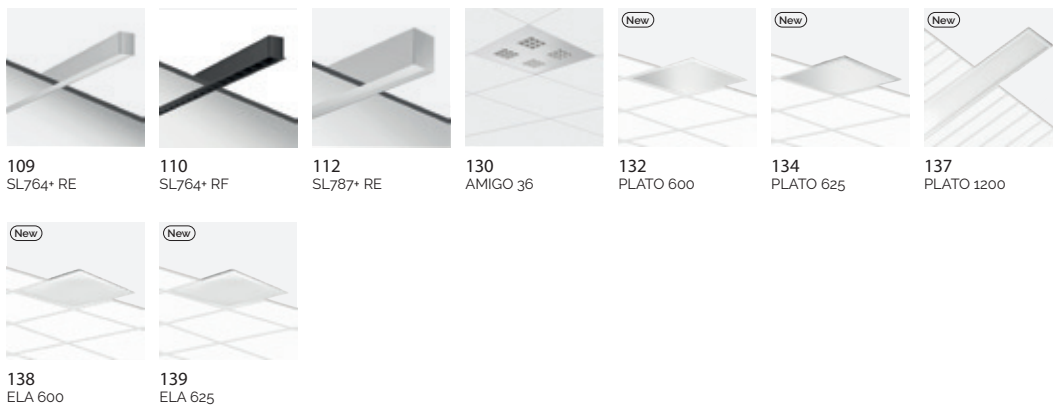 New
New
New
109
SL764+ RE
110
SL764+ RF
112
SL787+ RE
130
AMIGO 36
132
PLATO 600
134
PLATO 625
137
PLATO 1200
New
New
138
ELA 600
139
ELA 625